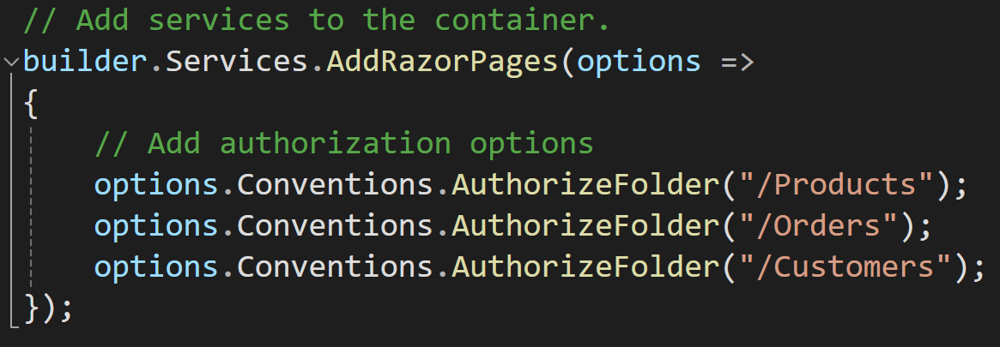 // Add services to the container.
builder.Services.AddRazorPages(options =>
{
    // Add authorization options
    options.Conventions.AuthorizeFolder("/Products");
    options.Conventions.AuthorizeFolder("/Orders");
    options.Conventions.AuthorizeFolder("/Customers");
});